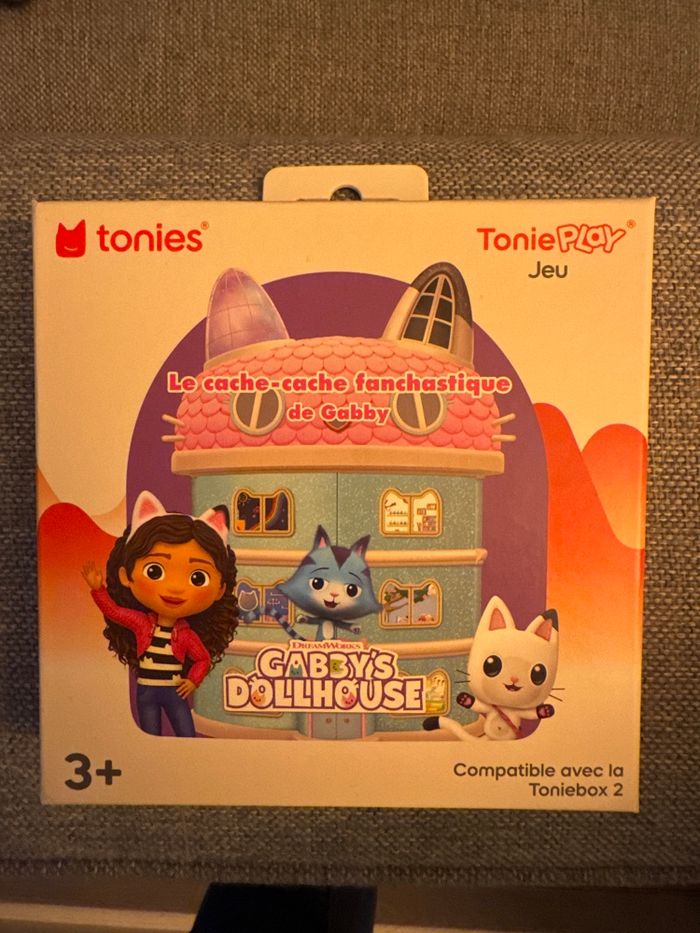 tonies®
ToniePLAY®
Jeu
Le cache-cache fanchastique
de Gabby
DREAMWORKS
GABBY'S
DOLLHOUSE
3+
Compatible avec la
Toniebox 2